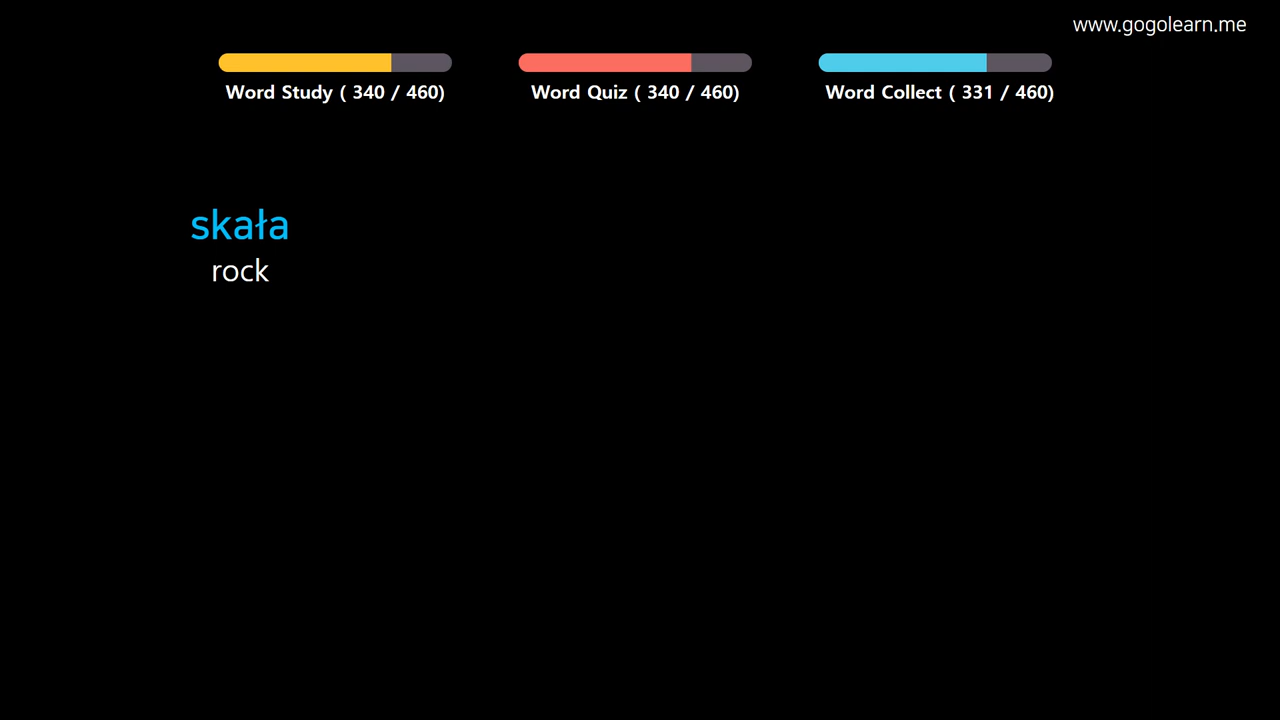 www.gogolearn.me
Word Study ( 340 / 460)
Word Quiz ( 340 / 460)
Word Collect ( 331 / 460)
skała
rock